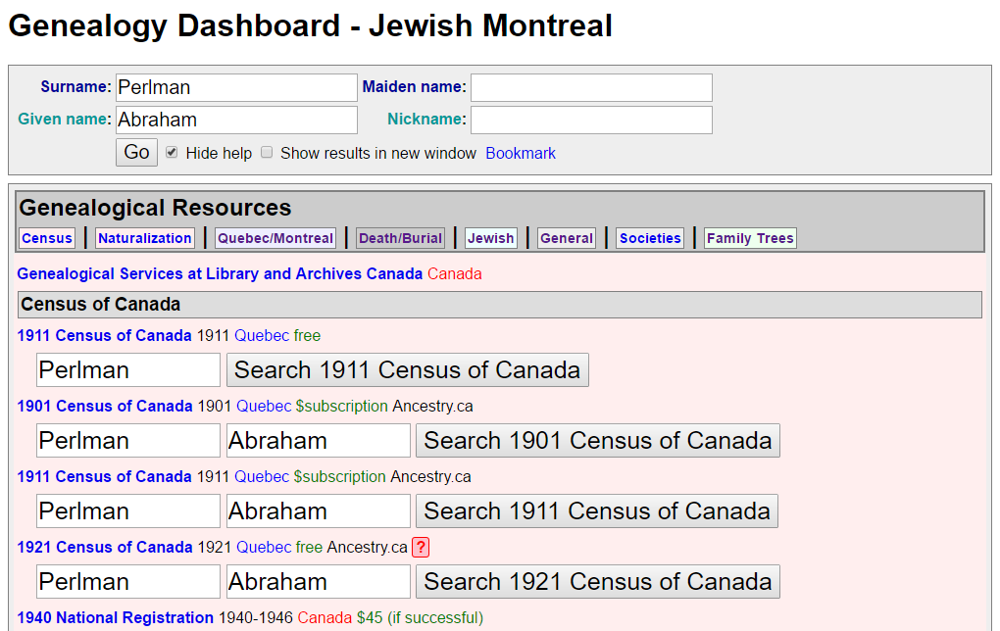 Genealogy Dashboard - Jewish Montreal
Surname: Perlman Maiden name:
Given name: Abraham Nickname:
Go Hide help Show results in new window Bookmark
Genealogical Resources
Census | Naturalization | Quebec/Montreal | Death/Burial | Jewish | General | Societies | Family Trees
Genealogical Services at Library and Archives Canada Canada
Census of Canada
1911 Census of Canada 1911 Quebec free
Perlman Search 1911 Census of Canada
1901 Census of Canada 1901 Quebec $subscription Ancestry.ca
Perlman Abraham Search 1901 Census of Canada
1911 Census of Canada 1911 Quebec $subscription Ancestry.ca
Perlman Abraham Search 1911 Census of Canada
1921 Census of Canada 1921 Quebec free Ancestry.ca ?
Perlman Abraham Search 1921 Census of Canada
1940 National Registration 1940-1946 Canada $45 (if successful)